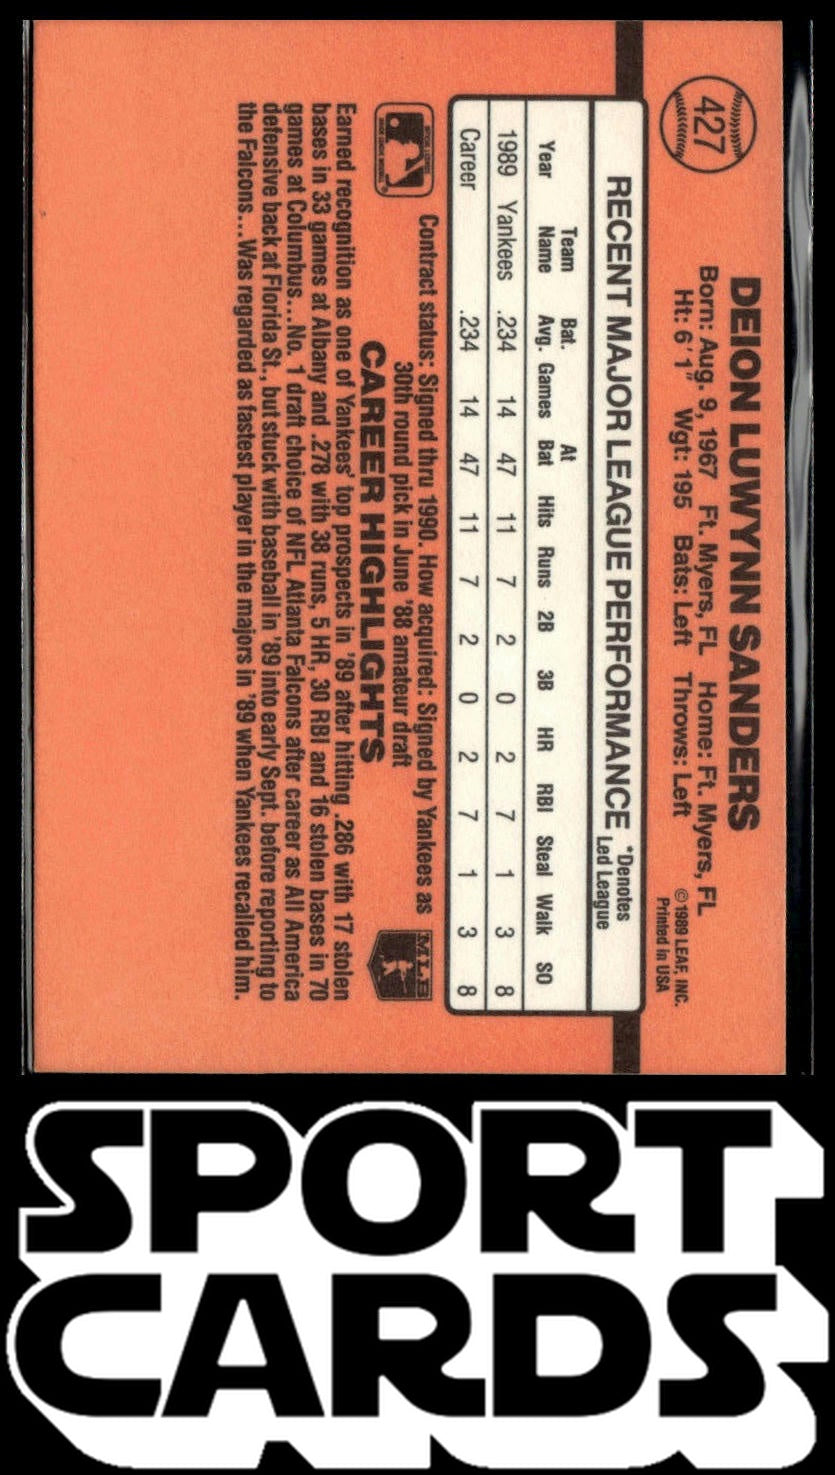 427
DEION LUWYNN SANDERS
Born: Aug. 9, 1967 Ft. Myers, FL Home: Ft. Myers, FL
Ht: 6'1" Wgt: 195 Bats: Left Throws: Left
© 1989 LEAF, INC.
Printed in USA
RECENT MAJOR LEAGUE PERFORMANCE
*Denotes
Led League
Team Bat. At
Year Name Avg. Games Bat Hits Runs 2B 3B HR RBI Steal Walk SO
1989 Yankees .234 14 47 11 7 2 0 2 7 1 3 8
Career .234 14 47 11 7 2 0 2 7 1 3 8
Contract status: Signed thru 1990. How acquired: Signed by Yankees as
30th round pick in June '88 amateur draft
MLB
CAREER HIGHLIGHTS
Earned recognition as one of Yankees' top prospects in '89 after hitting .286 with 17 stolen
bases in 33 games at Albany and .278 with 38 runs, 5 HR, 30 RBI and 16 stolen bases in 70
games at Columbus...No. 1 draft choice of NFL Atlanta Falcons after career as All America
defensive back at Florida St., but stuck with baseball in '89 into early Sept. before reporting to
the Falcons...Was regarded as fastest player in the majors in '89 when Yankees recalled him.
SPORT
CARDS